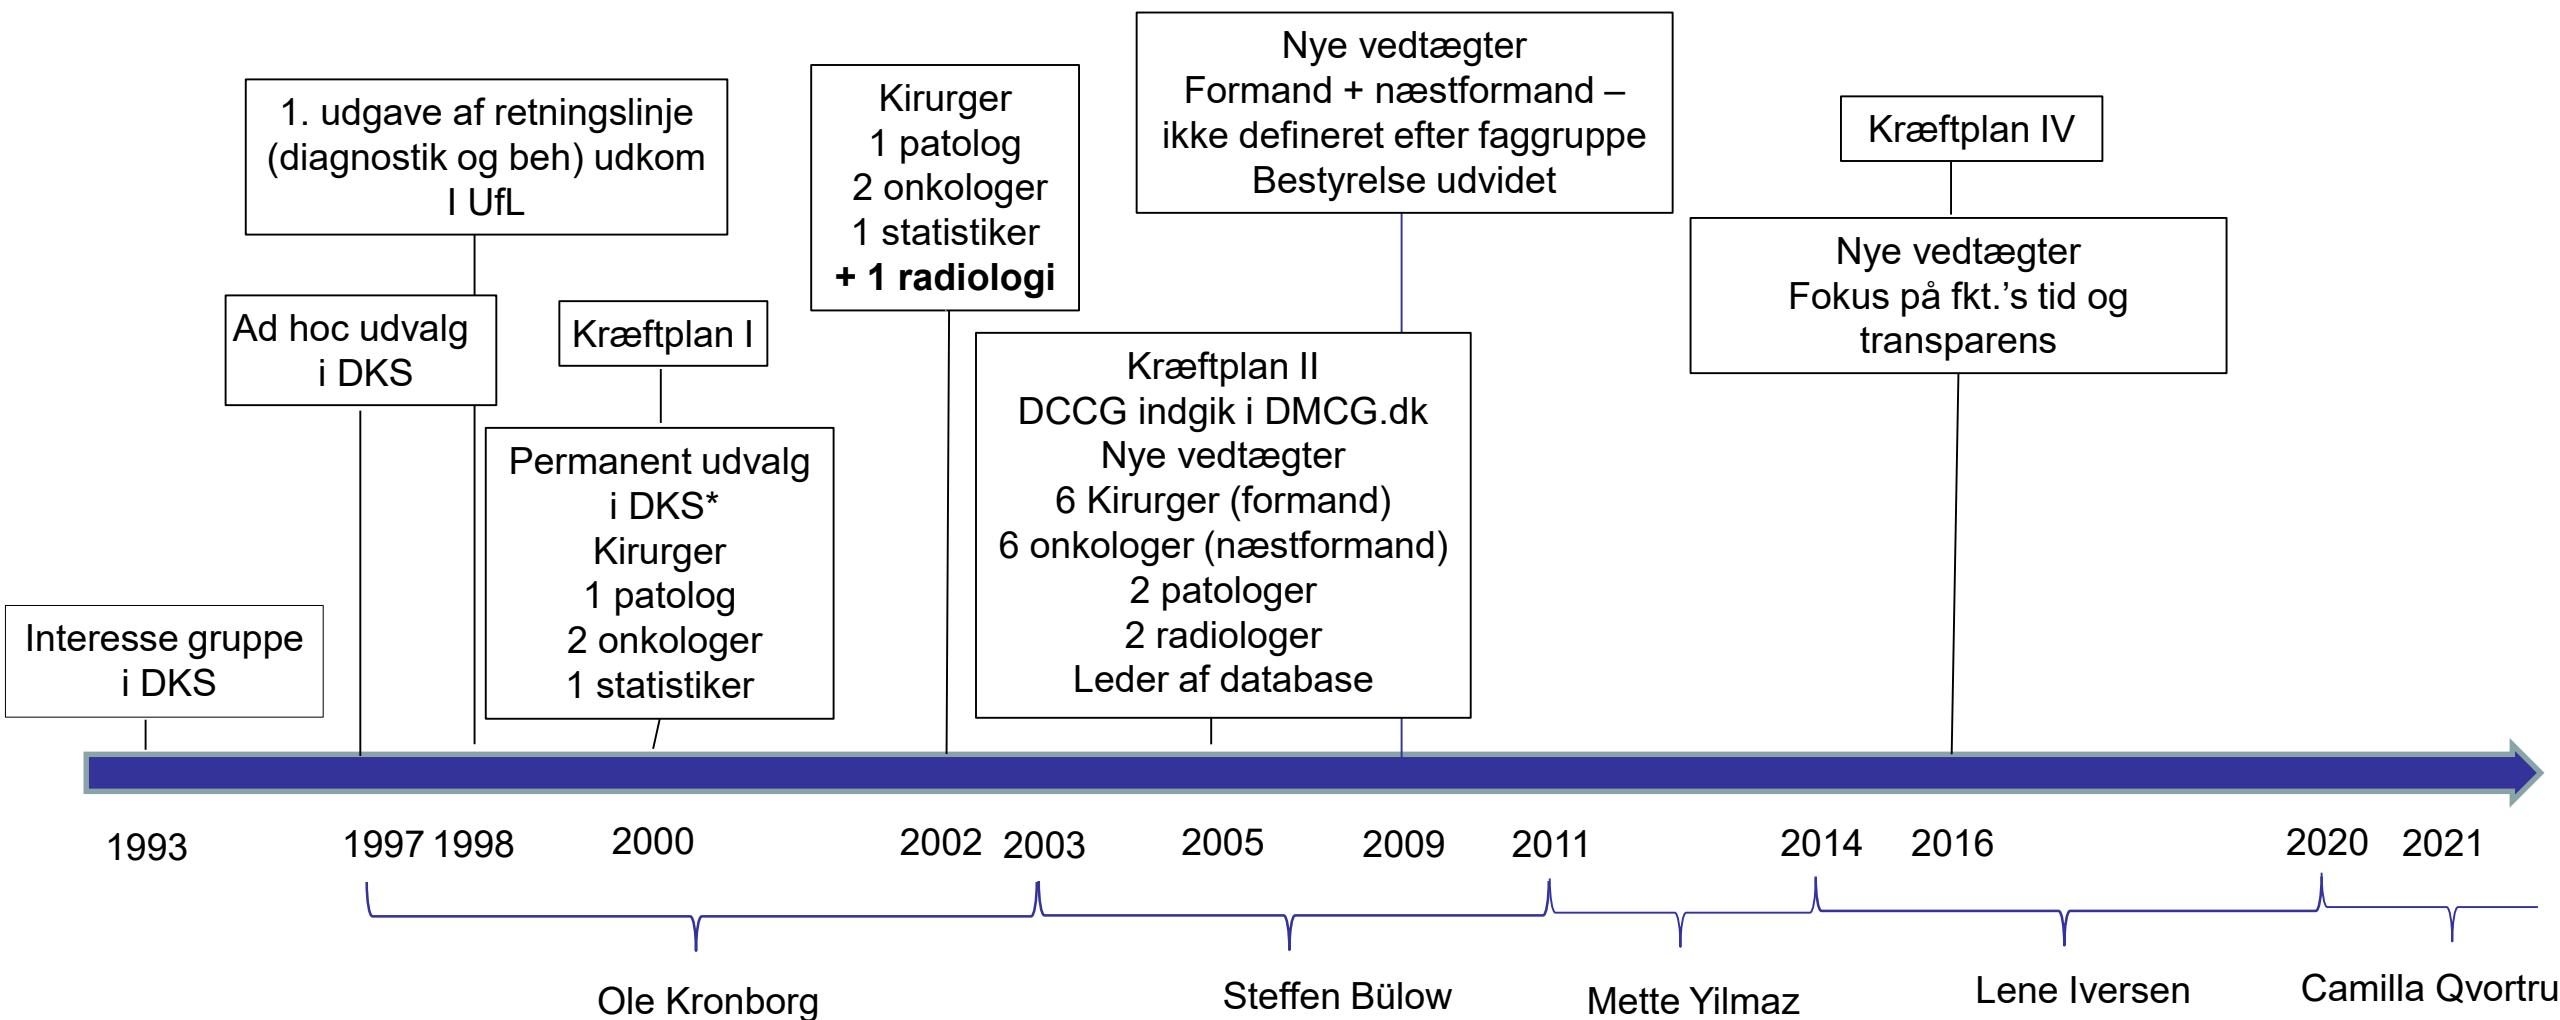 1. udgave af retningslinje
(diagnostik og beh) udkom
I UfL
Kirurger
1 patolog
2 onkologer
1 statistiker
+ 1 radiologi
Nye vedtægter
Formand + næstformand –
ikke defineret efter faggruppe
Bestyrelse udvidet
Kræftplan IV
Nye vedtægter
Fokus på fkt.’s tid og
transparens
Ad hoc udvalg
i DKS
Kræftplan I
Permanent udvalg
i DKS*
Kirurger
1 patolog
2 onkologer
1 statistiker
Kræftplan II
DCCG indgik i DMCG.dk
Nye vedtægter
6 Kirurger (formand)
6 onkologer (næstformand)
2 patologer
2 radiologer
Leder af database
Interesse gruppe
i DKS
1993 1997 1998 2000 2002 2003 2005 2009 2011 2014 2016 2020 2021
Ole Kronborg Steffen Bülow Mette Yilmaz Lene Iversen Camilla Qvortru